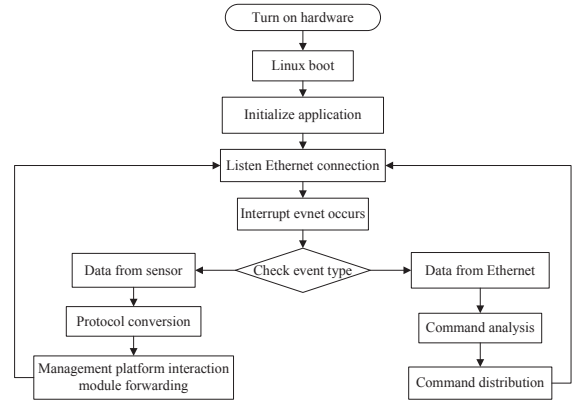 Turn on hardware
Linux boot
Initialize application
Listen Ethernet connection
Interrupt evnet occurs
Check event type
Data from sensor
Protocol conversion
Management platform interaction
module forwarding
Data from Ethernet
Command analysis
Command distribution